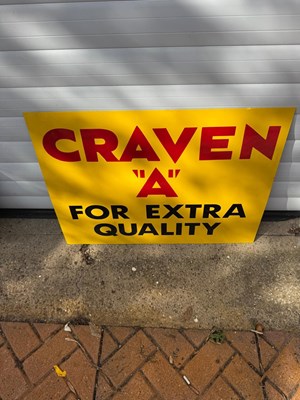 CRAVEN
"A"
FOR EXTRA
QUALITY